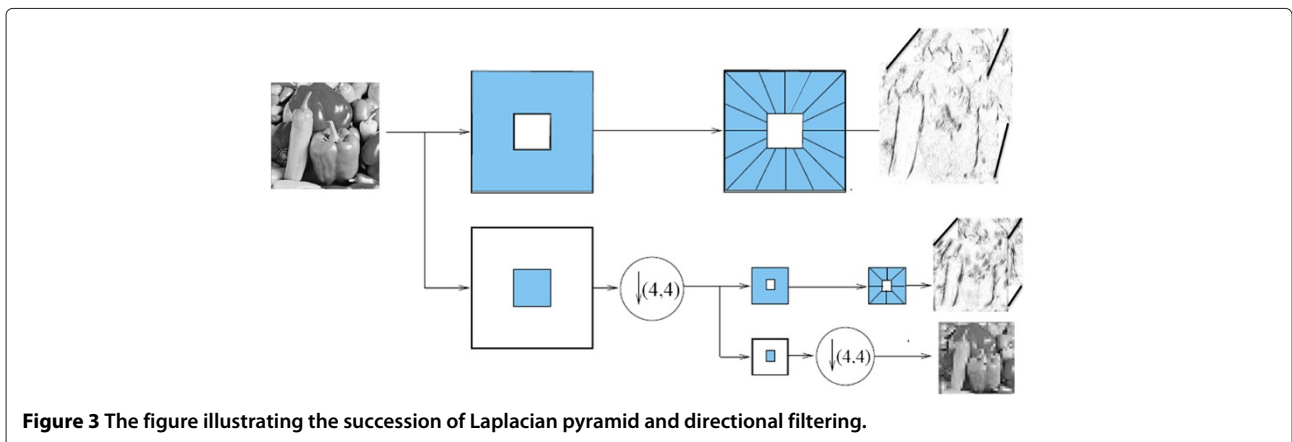 ↓(4,4)
↓(4,4)
Figure 3 The figure illustrating the succession of Laplacian pyramid and directional filtering.